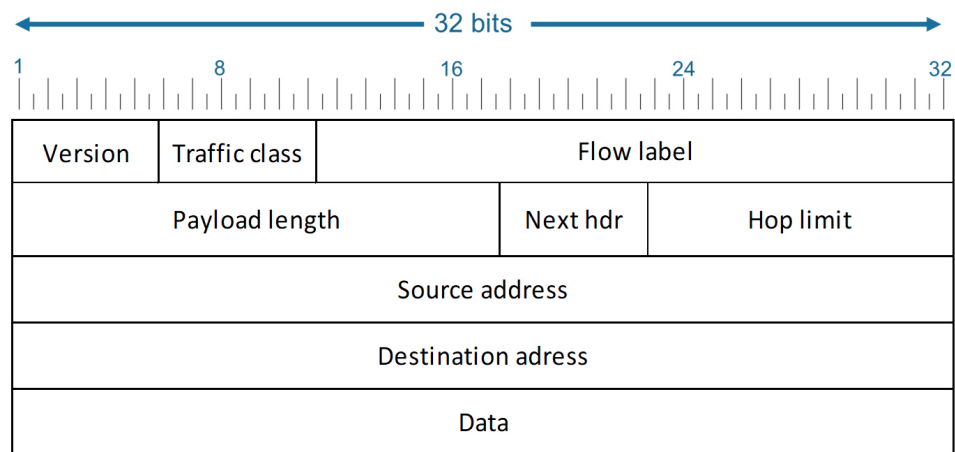 32 bits
1 8 16 24 32
Version Traffic class Flow label
Payload length Next hdr Hop limit
Source address
Destination adress
Data